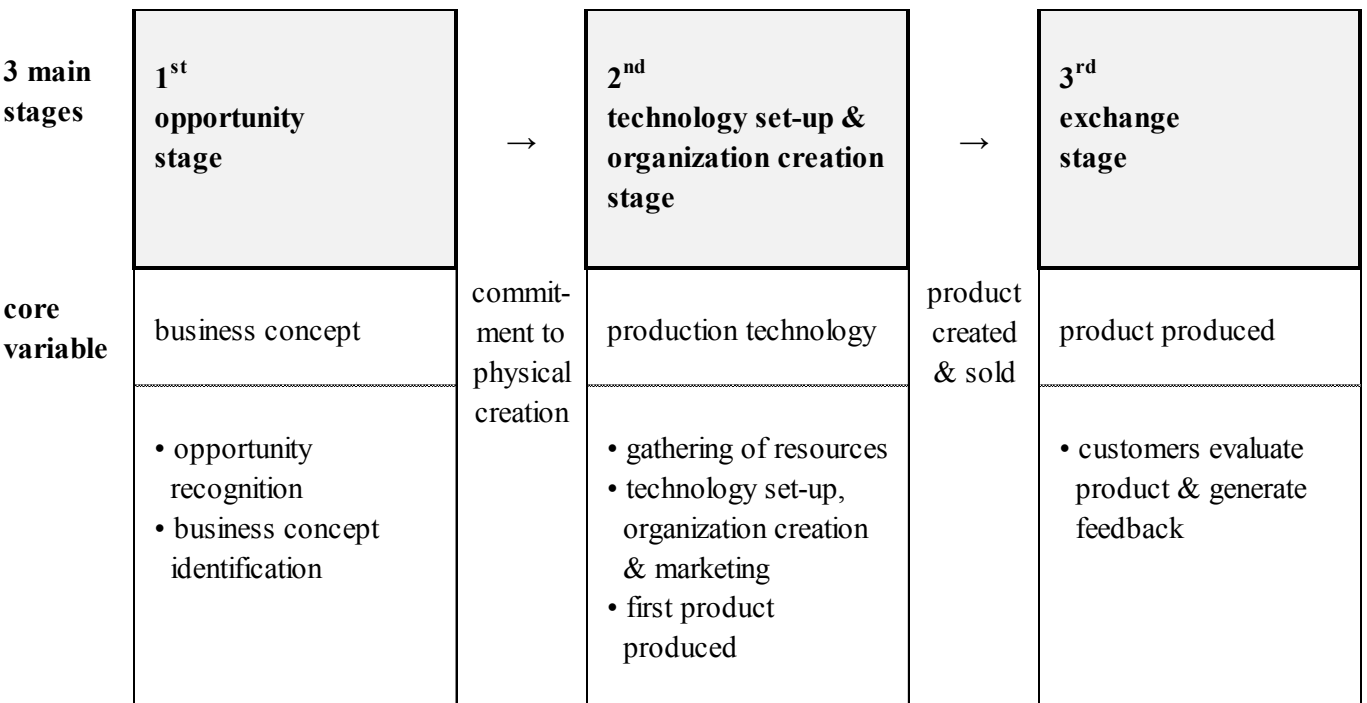 3 main
stages
1st
opportunity
stage
→
2nd
technology set-up &
organization creation
stage
→
3rd
exchange
stage
core
variable
business concept
commit-
ment to
physical
creation
production technology
product
created
& sold
product produced
• opportunity
recognition
• business concept
identification
• gathering of resources
• technology set-up,
organization creation
& marketing
• first product
produced
• customers evaluate
product & generate
feedback